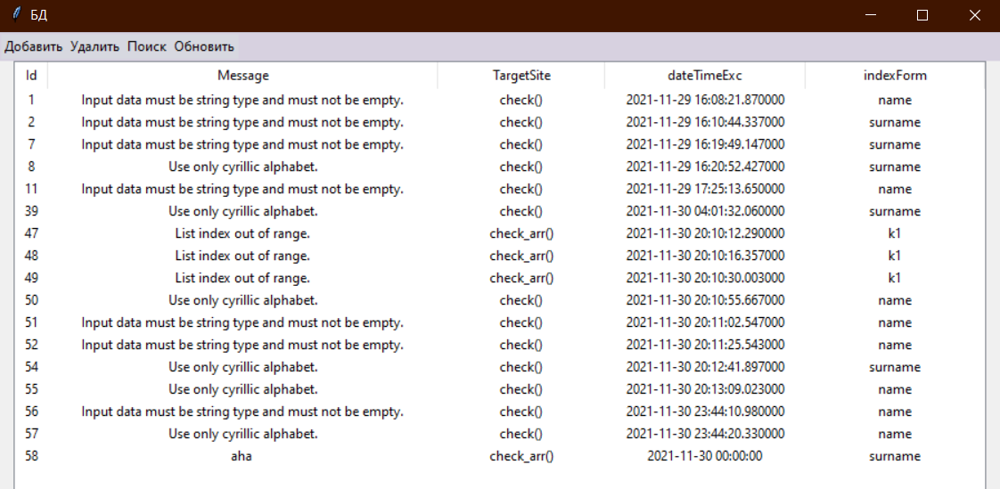 БД
Добавить Удалить Поиск Обновить
Id Message TargetSite dateTimeExc indexForm
1 Input data must be string type and must not be empty. check() 2021-11-29 16:08:21.870000 name
2 Input data must be string type and must not be empty. check() 2021-11-29 16:10:44.337000 surname
7 Input data must be string type and must not be empty. check() 2021-11-29 16:19:49.147000 surname
8 Use only cyrillic alphabet. check() 2021-11-29 16:20:52.427000 surname
11 Input data must be string type and must not be empty. check() 2021-11-29 17:25:13.650000 name
39 Use only cyrillic alphabet. check() 2021-11-30 04:01:32.060000 surname
47 List index out of range. check_arr() 2021-11-30 20:10:12.290000 k1
48 List index out of range. check_arr() 2021-11-30 20:10:16.357000 k1
49 List index out of range. check_arr() 2021-11-30 20:10:30.003000 k1
50 Use only cyrillic alphabet. check() 2021-11-30 20:10:55.667000 name
51 Input data must be string type and must not be empty. check() 2021-11-30 20:11:02.547000 name
52 Input data must be string type and must not be empty. check() 2021-11-30 20:11:25.543000 name
54 Use only cyrillic alphabet. check() 2021-11-30 20:12:41.897000 surname
55 Use only cyrillic alphabet. check() 2021-11-30 20:13:09.023000 name
56 Input data must be string type and must not be empty. check() 2021-11-30 23:44:10.980000 name
57 Use only cyrillic alphabet. check() 2021-11-30 23:44:20.330000 name
58 aha check_arr() 2021-11-30 00:00:00 surname